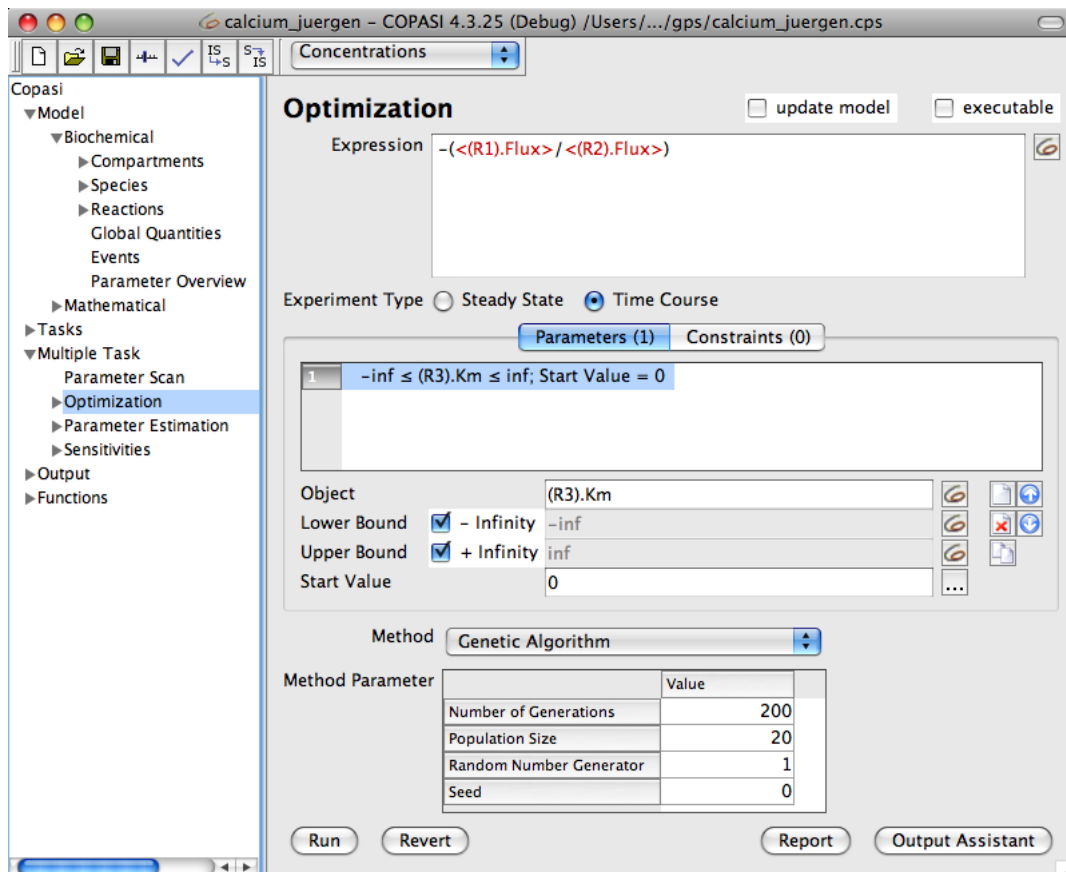 calcium_juergen - COPASI 4.3.25 (Debug) /Users/.../gps/calcium_juergen.cps
IS
↳S
S
IS
Concentrations
Copasi
Model
Biochemical
Compartments
Species
Reactions
Global Quantities
Events
Parameter Overview
Mathematical
Tasks
Multiple Task
Parameter Scan
Optimization
Parameter Estimation
Sensitivities
Output
Functions
Optimization
update model
executable
Expression
-(<(R1).Flux>/<(R2).Flux>)
Experiment Type
Steady State
Time Course
Parameters (1)
Constraints (0)
1
-inf ≤ (R3).Km ≤ inf; Start Value = 0
Object
(R3).Km
Lower Bound
- Infinity
-inf
Upper Bound
+ Infinity
inf
Start Value
0
...
Method
Genetic Algorithm
Method Parameter
Value
Number of Generations 200
Population Size 20
Random Number Generator 1
Seed 0
Run
Revert
Report
Output Assistant